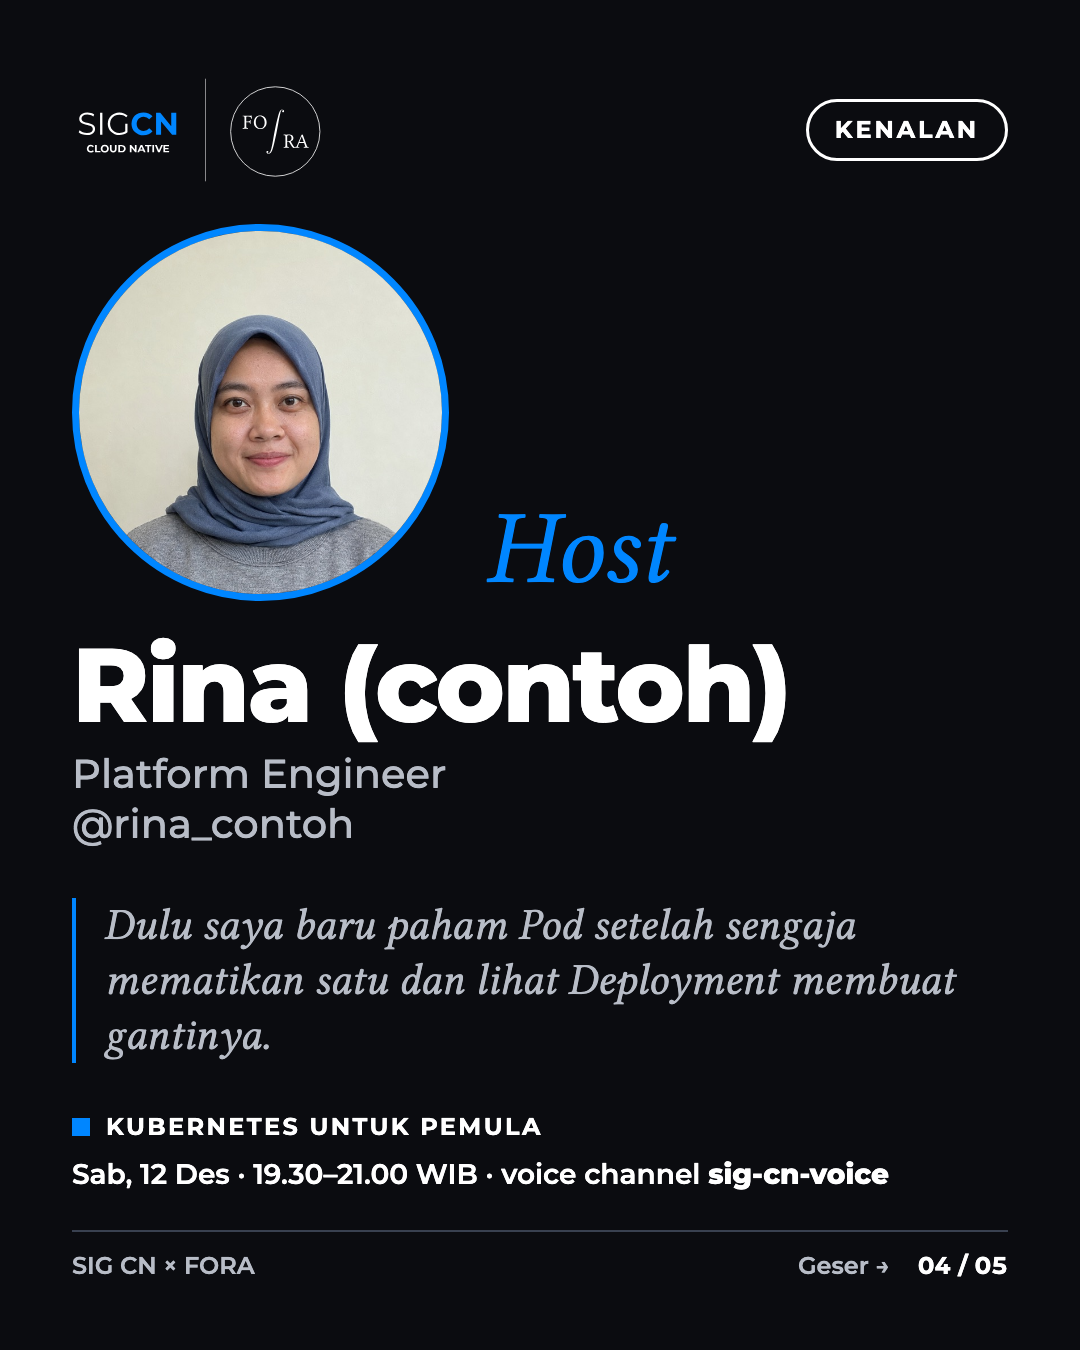 SIGCN
CLOUD NATIVE
FO
RA
KENALAN
Host
Rina (contoh)
Platform Engineer
@rina_contoh
Dulu saya baru paham Pod setelah sengaja
mematikan satu dan lihat Deployment membuat
gantinya.
KUBERNETES UNTUK PEMULA
Sab, 12 Des · 19.30–21.00 WIB · voice channel sig-cn-voice
SIG CN × FORA
Geser → 04 / 05